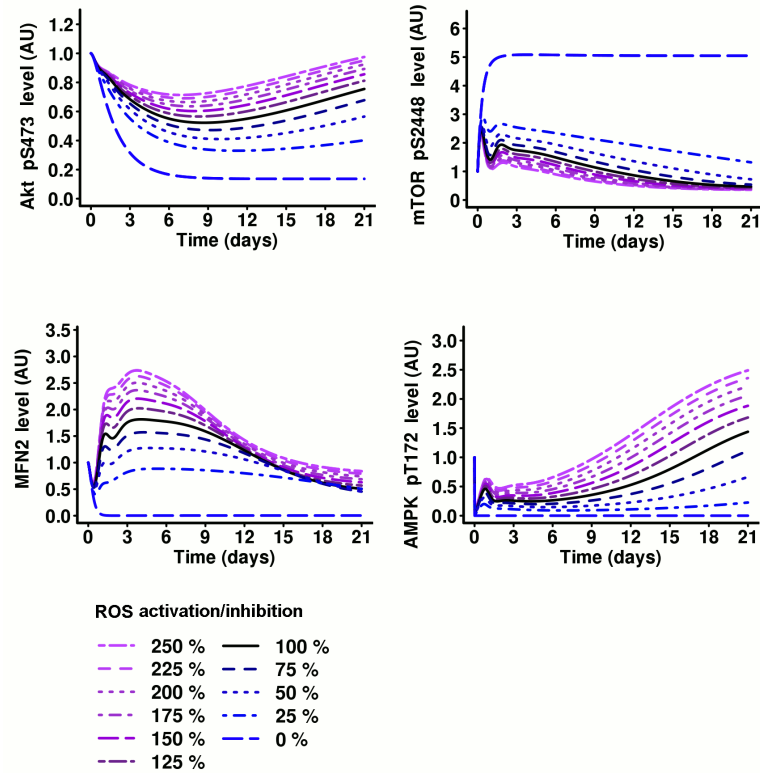 Akt pS473 level (AU)
1.2
1.0
0.8
0.6
0.4
0.2
0.0
0 3 6 9 12 15 18 21
Time (days)
mTOR pS2448 level (AU)
6
5
4
3
2
1
0
0 3 6 9 12 15 18 21
Time (days)
MFN2 level (AU)
3.5
3.0
2.5
2.0
1.5
1.0
0.5
0.0
0 3 6 9 12 15 18 21
Time (days)
AMPK pT172 level (AU)
3.0
2.5
2.0
1.5
1.0
0.5
0.0
0 3 6 9 12 15 18 21
Time (days)
ROS activation/inhibition
250 % 100 %
225 % 75 %
200 % 50 %
175 % 25 %
150 % 0 %
125 %